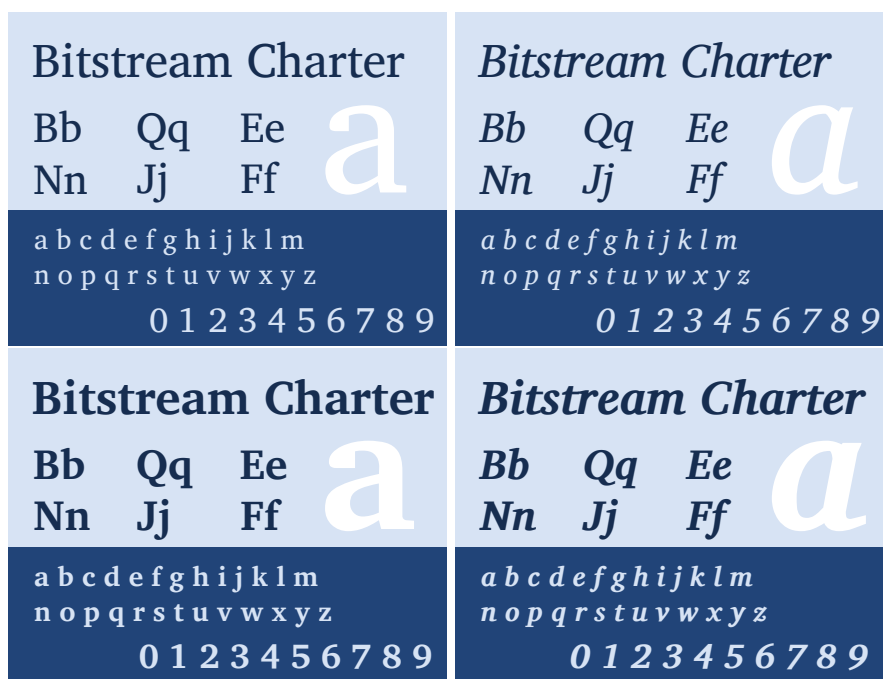 Bitstream Charter
Bb Qq Ee
Nn Jj Ff
a
a b c d e f g h i j k l m
n o p q r s t u v w x y z
0 1 2 3 4 5 6 7 8 9
Bitstream Charter
Bb Qq Ee
Nn Jj Ff
a
a b c d e f g h i j k l m
n o p q r s t u v w x y z
0 1 2 3 4 5 6 7 8 9
Bitstream Charter
Bb Qq Ee
Nn Jj Ff
a
a b c d e f g h i j k l m
n o p q r s t u v w x y z
0 1 2 3 4 5 6 7 8 9
Bitstream Charter
Bb Qq Ee
Nn Jj Ff
a
a b c d e f g h i j k l m
n o p q r s t u v w x y z
0 1 2 3 4 5 6 7 8 9